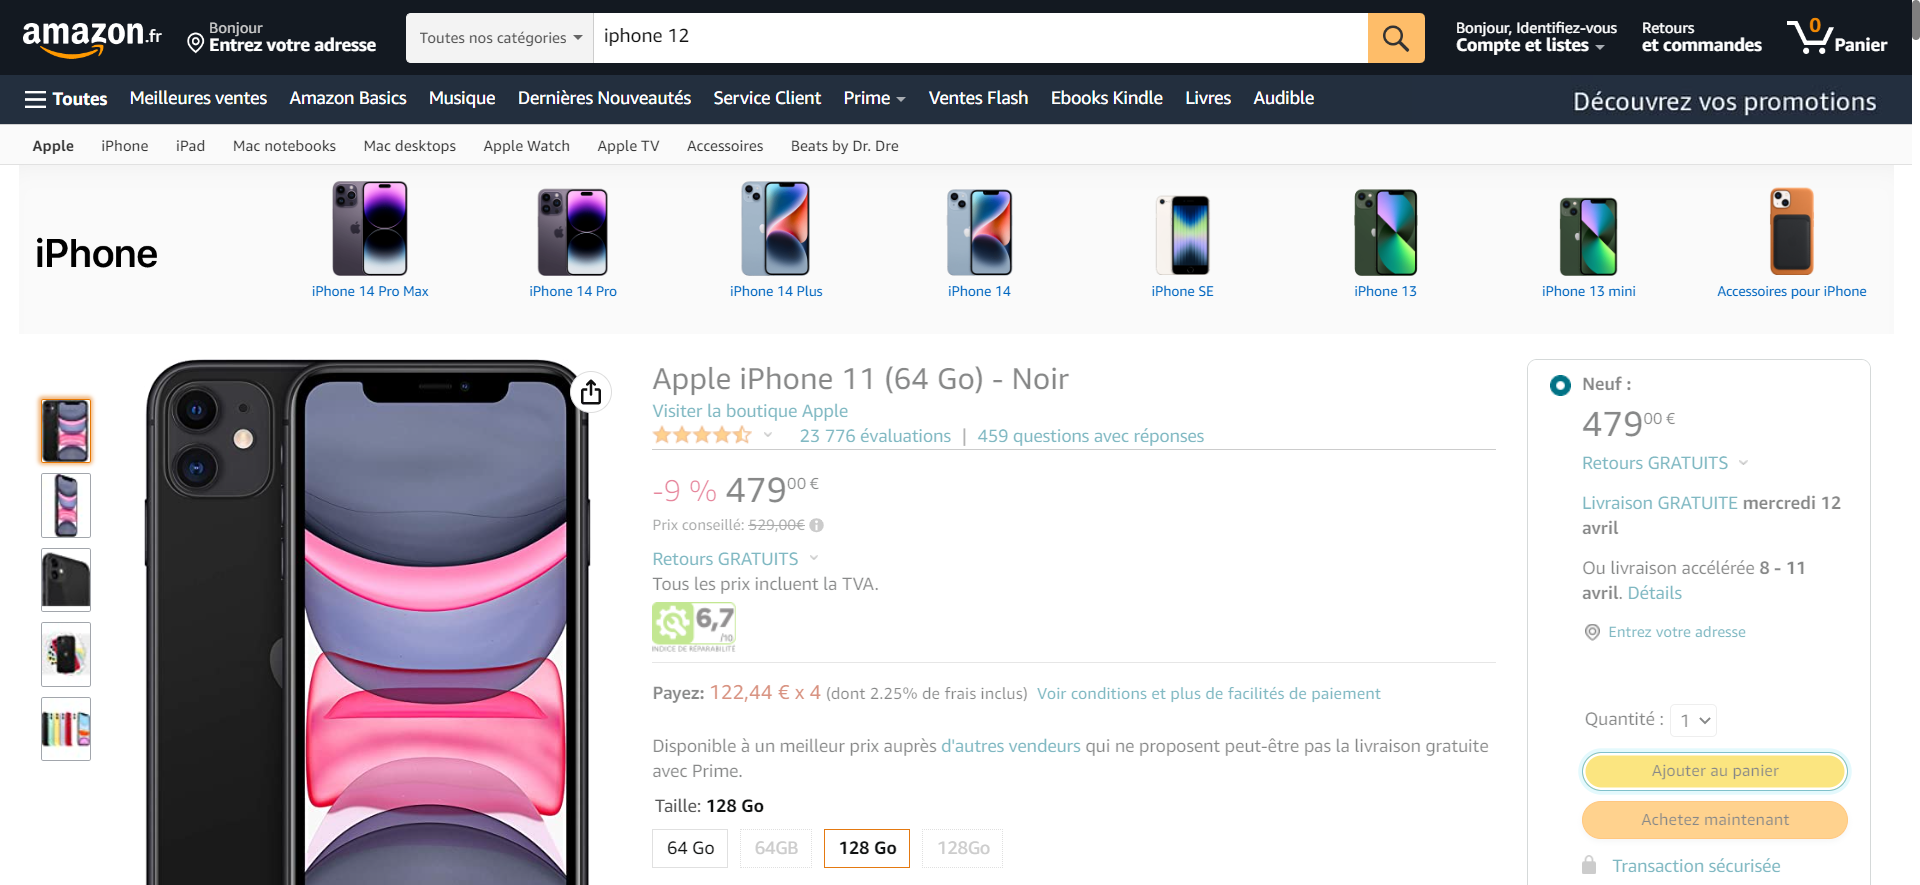 amazon.fr
Bonjour
Entrez votre adresse
Toutes nos catégories
iphone 12
Bonjour, Identifiez-vous
Compte et listes
Retours
et commandes
0
Panier
Toutes
Meilleures ventes
Amazon Basics
Musique
Dernières Nouveautés
Service Client
Prime
Ventes Flash
Ebooks Kindle
Livres
Audible
Découvrez vos promotions
Apple
iPhone
iPad
Mac notebooks
Mac desktops
Apple Watch
Apple TV
Accessoires
Beats by Dr. Dre
iPhone
iPhone 14 Pro Max
iPhone 14 Pro
iPhone 14 Plus
iPhone 14
iPhone SE
iPhone 13
iPhone 13 mini
Accessoires pour iPhone
Apple iPhone 11 (64 Go) - Noir
Visiter la boutique Apple
23 776 évaluations | 459 questions avec réponses
-9 % 479,00 €
Prix conseillé: 529,00€
Retours GRATUITS
Tous les prix incluent la TVA.
6,7
/10
INDICE DE RÉPARABILITÉ
Payez: 122,44 € x 4 (dont 2.25% de frais inclus) Voir conditions et plus de facilités de paiement
Disponible à un meilleur prix auprès d'autres vendeurs qui ne proposent peut-être pas la livraison gratuite
avec Prime.
Taille: 128 Go
64 Go
64GB
128 Go
128Go
Neuf :
479,00 €
Retours GRATUITS
Livraison GRATUITE mercredi 12
avril
Ou livraison accélérée 8 - 11
avril. Détails
Entrez votre adresse
Quantité : 1
Ajouter au panier
Achetez maintenant
Transaction sécurisée